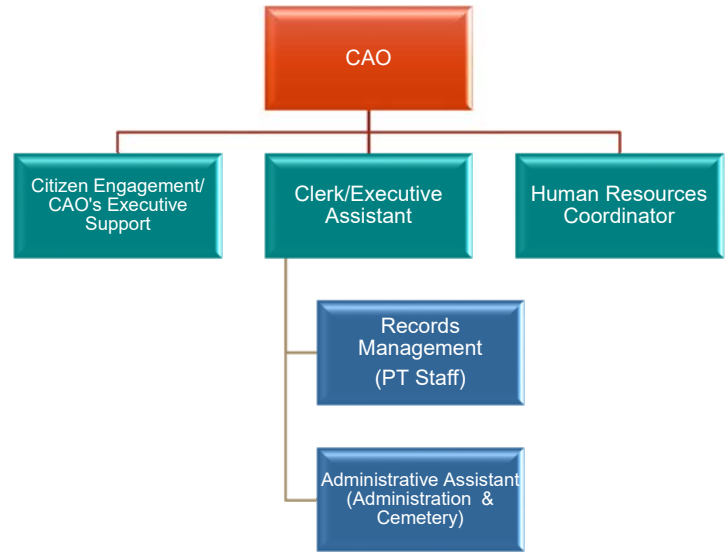 CAO
Citizen Engagement/
CAO's Executive
Support
Clerk/Executive
Assistant
Human Resources
Coordinator
Records
Management
(PT Staff)
Administrative Assistant
(Administration &
Cemetery)